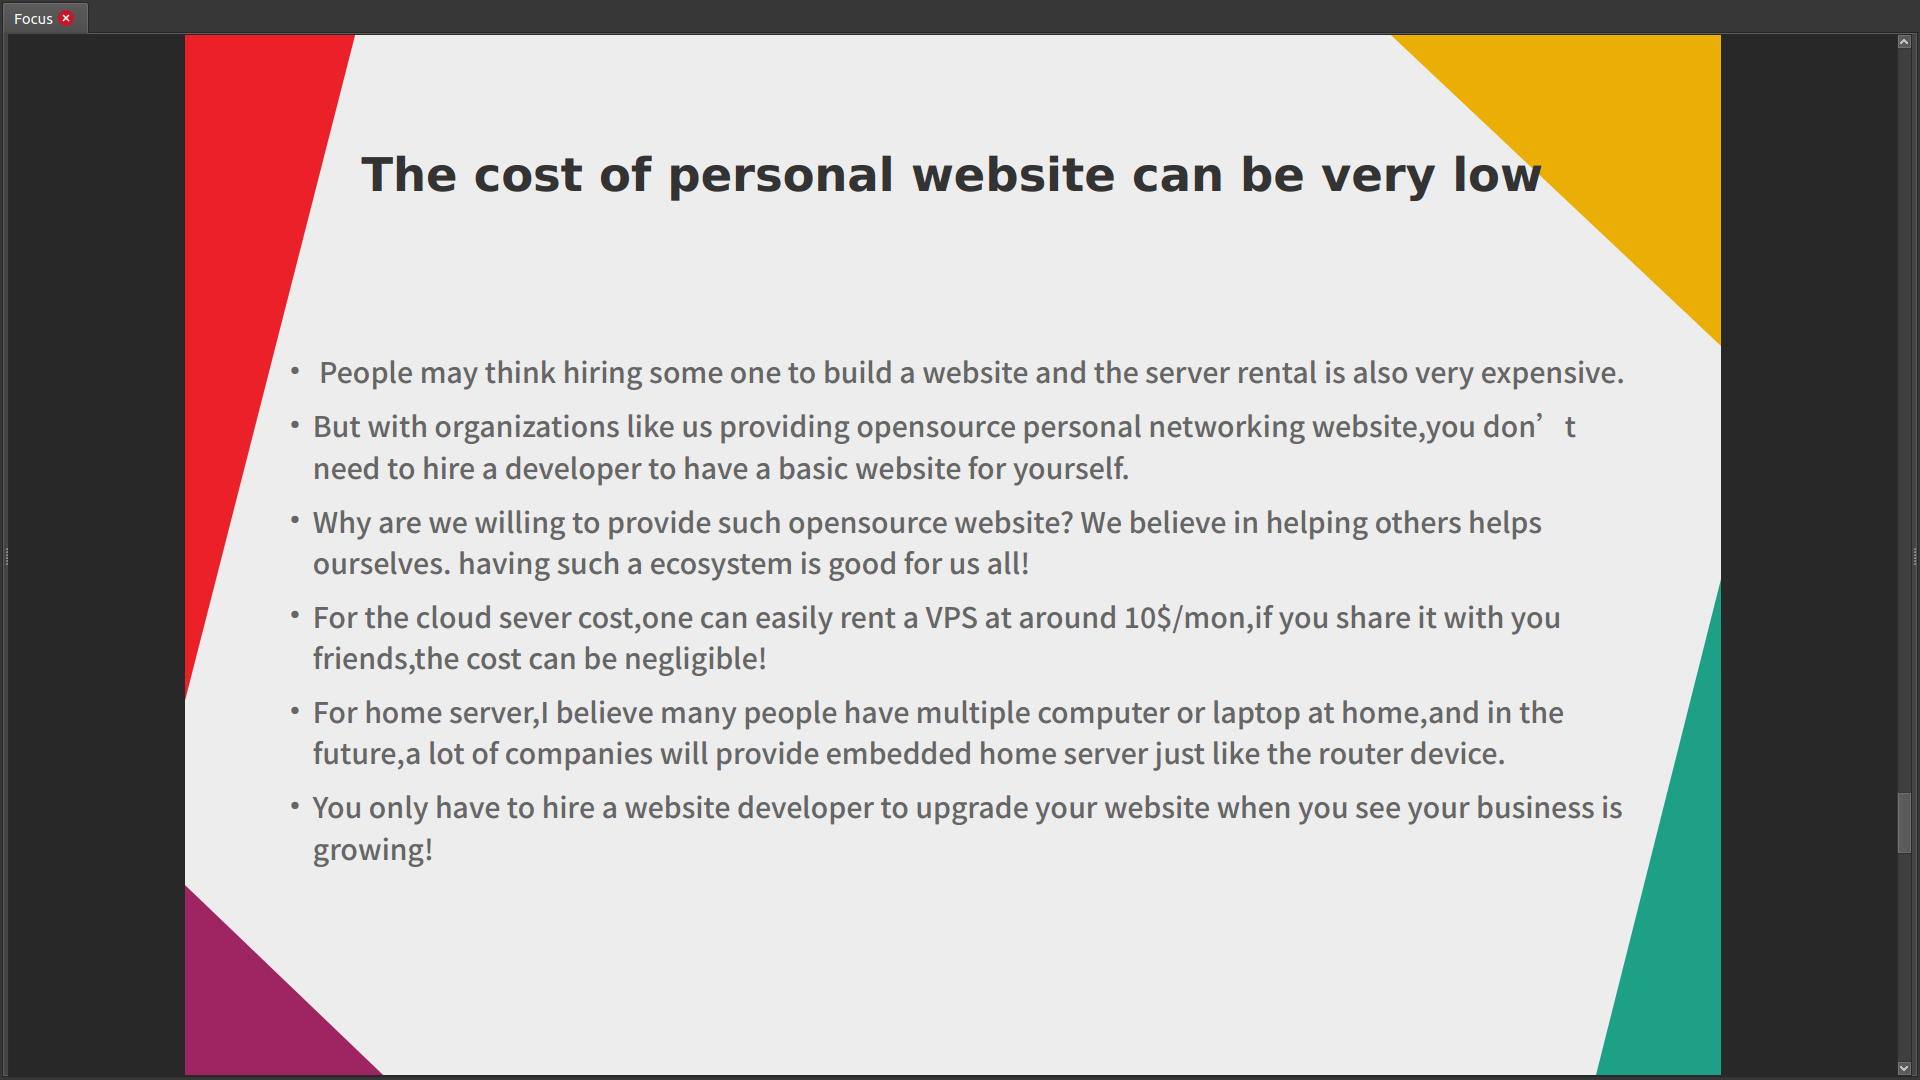 Focus
The cost of personal website can be very low
• People may think hiring some one to build a website and the server rental is also very expensive.
• But with organizations like us providing opensource personal networking website,you don’t
need to hire a developer to have a basic website for yourself.
• Why are we willing to provide such opensource website? We believe in helping others helps
ourselves. having such a ecosystem is good for us all!
• For the cloud sever cost,one can easily rent a VPS at around 10$/mon,if you share it with you
friends,the cost can be negligible!
• For home server,I believe many people have multiple computer or laptop at home,and in the
future,a lot of companies will provide embedded home server just like the router device.
• You only have to hire a website developer to upgrade your website when you see your business is
growing!